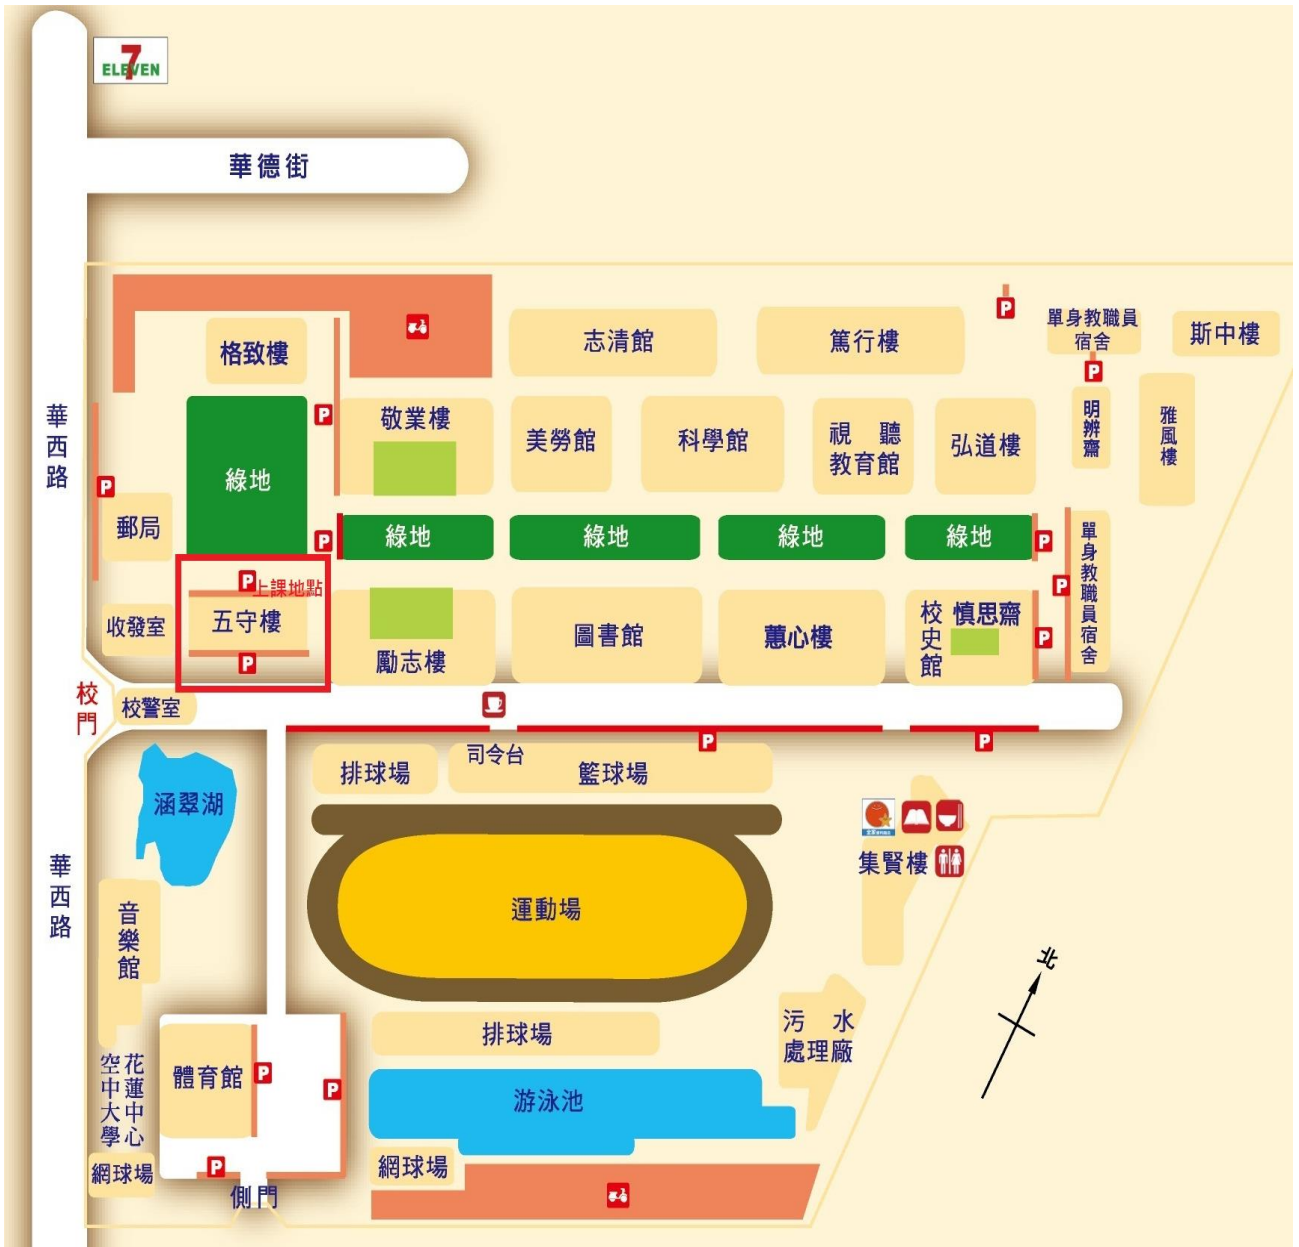 7
ELEVEN
華德街
華西路
格致樓
志清館
篤行樓
單身教職員
宿舍
斯中樓
P
P
敬業樓
美勞館
科學館
視聽
教育館
弘道樓
明辨齋
雅風樓
P
P
綠地
郵局
P
綠地
綠地
綠地
綠地
P
單身教職員宿舍
P
上課地點
P
收發室
五守樓
P
勵志樓
圖書館
蕙心樓
校史館
慎思齋
P
校門
校警室
P
P
排球場
司令台
籃球場
涵翠湖
華西路
集賢樓
運動場
音樂館
北
排球場
污水
處理廠
花蓮中心
空中大學
體育館
P
P
游泳池
網球場
P
側門
網球場